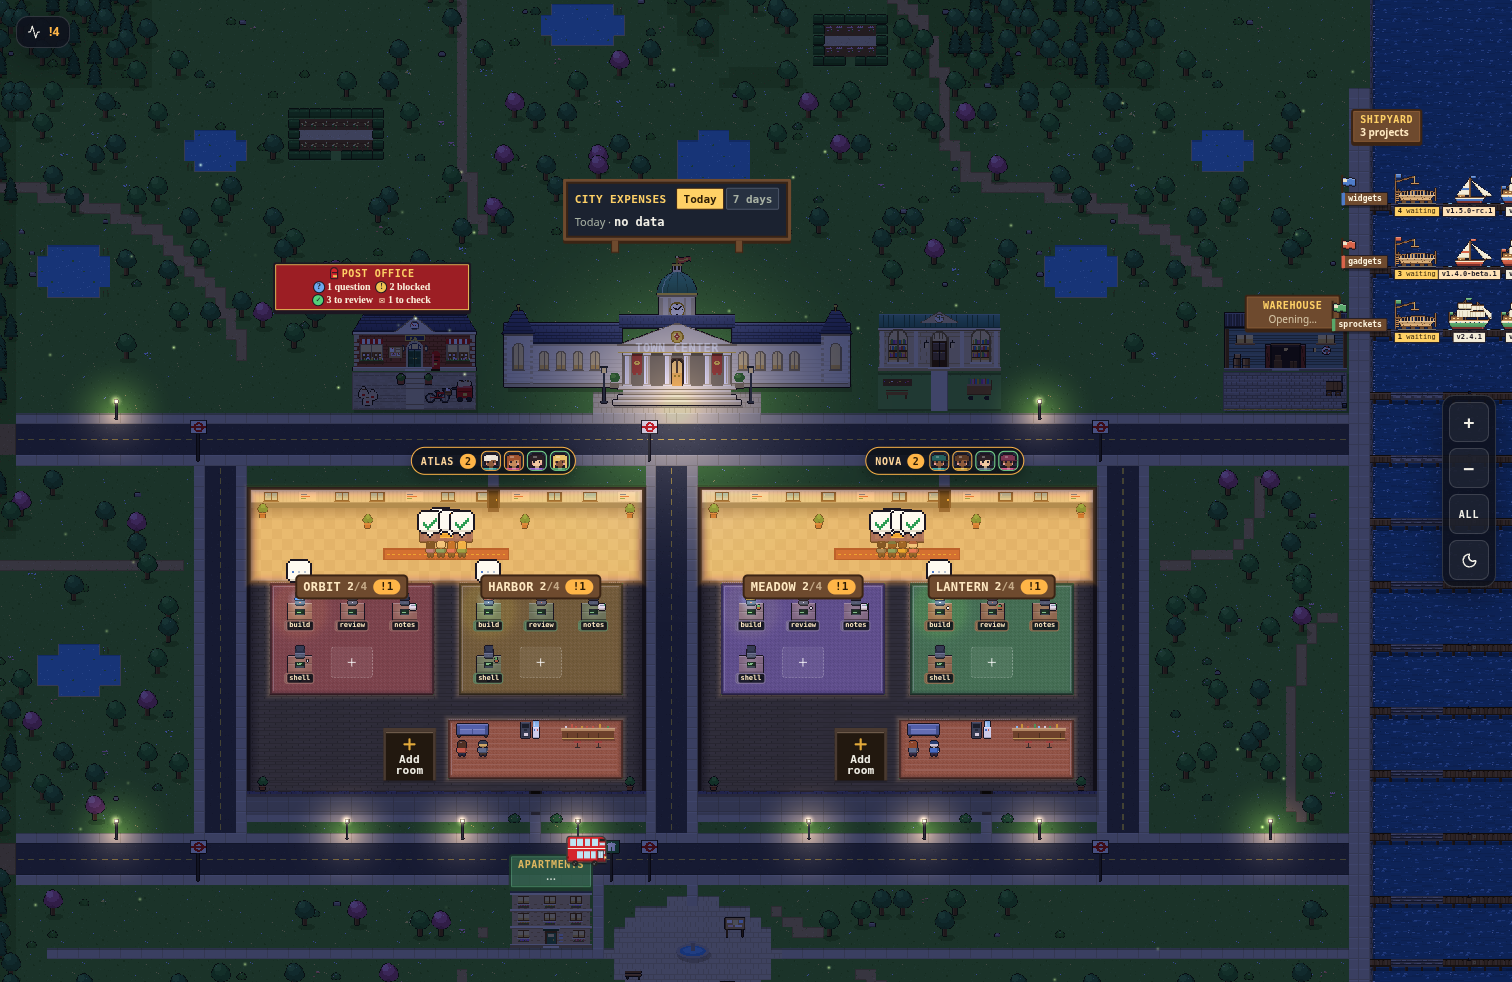 !4
SHIPYARD
3 projects
CITY EXPENSES Today 7 days
Today · no data
widgets
4 waiting
v1.5.0-rc.1
gadgets
3 waiting
v1.4.0-beta.1
sprockets
1 waiting
v2.4.1
POST OFFICE
? 1 question ! 2 blocked
✓ 3 to review ✉ 1 to check
WAREHOUSE
Opening...
TOWN CENTER
ATLAS 2
NOVA 2
+
−
ALL
ORBIT 2/4 !1
HARBOR 2/4 !1
MEADOW 2/4 !1
LANTERN 2/4 !1
build review notes
build review notes
build review notes
build review notes
shell +
shell +
shell +
shell +
+
Add
room
+
Add
room
APARTMENTS
...